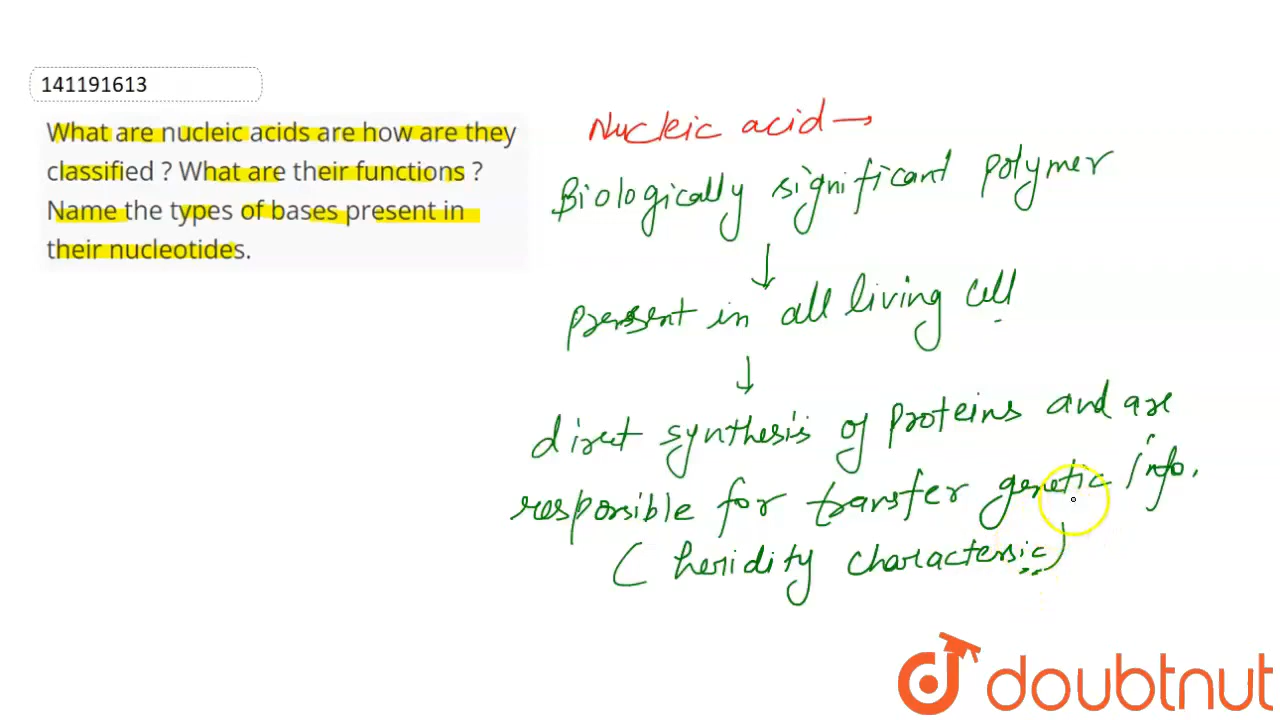 141191613
What are nucleic acids are how are they
classified ? What are their functions ?
Name the types of bases present in
their nucleotides.
Nucleic acid →
Biologically significant polymer
↓
present in all living cell
↓
direct synthesis of proteins and are
responsible for transfer genetic info.
( heridity charactersic)
doubtnut